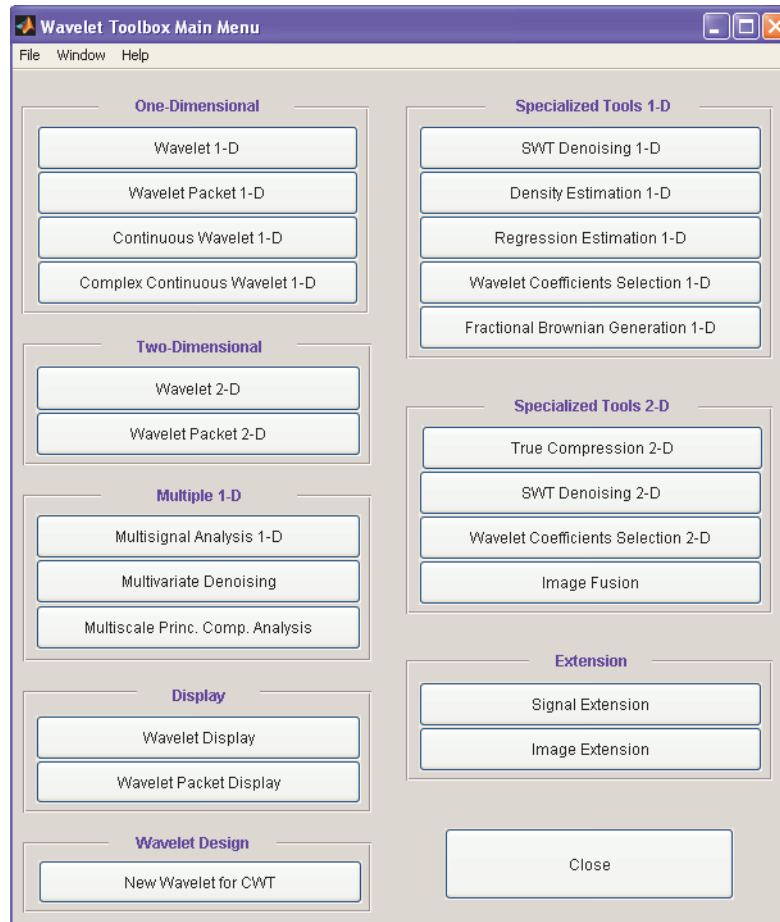 Wavelet Toolbox Main Menu
File Window Help
One-Dimensional
Wavelet 1-D
Wavelet Packet 1-D
Continuous Wavelet 1-D
Complex Continuous Wavelet 1-D
Two-Dimensional
Wavelet 2-D
Wavelet Packet 2-D
Multiple 1-D
Multisignal Analysis 1-D
Multivariate Denoising
Multiscale Princ. Comp. Analysis
Display
Wavelet Display
Wavelet Packet Display
Wavelet Design
New Wavelet for CWT
Specialized Tools 1-D
SWT Denoising 1-D
Density Estimation 1-D
Regression Estimation 1-D
Wavelet Coefficients Selection 1-D
Fractional Brownian Generation 1-D
Specialized Tools 2-D
True Compression 2-D
SWT Denoising 2-D
Wavelet Coefficients Selection 2-D
Image Fusion
Extension
Signal Extension
Image Extension
Close